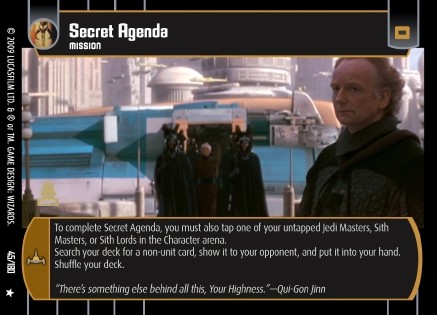 Secret Agenda
MISSION
To complete Secret Agenda, you must also tap one of your untapped Jedi Masters, Sith
Masters, or Sith Lords in the Character arena.
Search your deck for a non-unit card, show it to your opponent, and put it into your hand.
Shuffle your deck.
"There's something else behind all this, Your Highness."—Qui-Gon Jinn
© 2009 LUCASFILM LTD. & ® or TM. GAME DESIGN: WIZARDS.